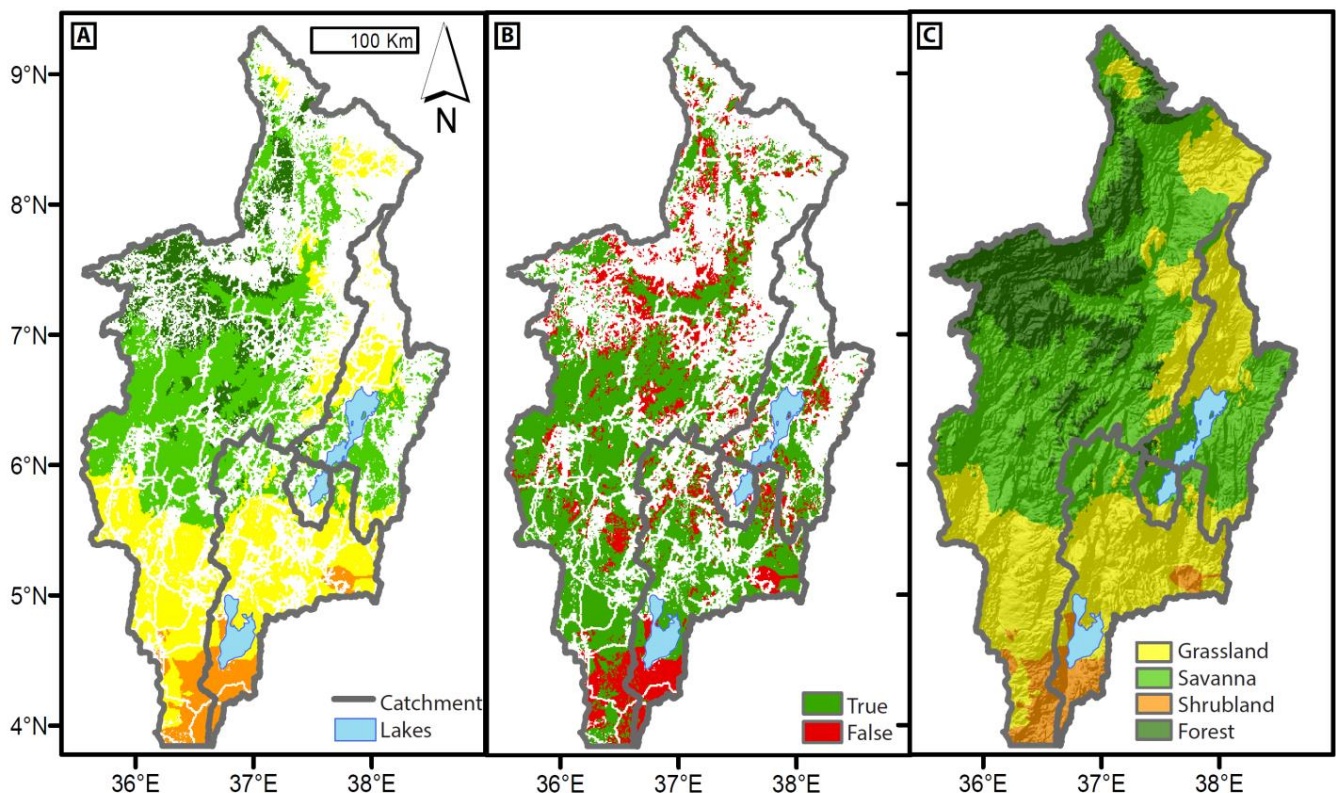 A
100 Km
N
B
C
9°N
8°N
7°N
6°N
5°N
4°N
Catchment
Lakes
True
False
Grassland
Savanna
Shrubland
Forest
36°E 37°E 38°E 36°E 37°E 38°E 36°E 37°E 38°E